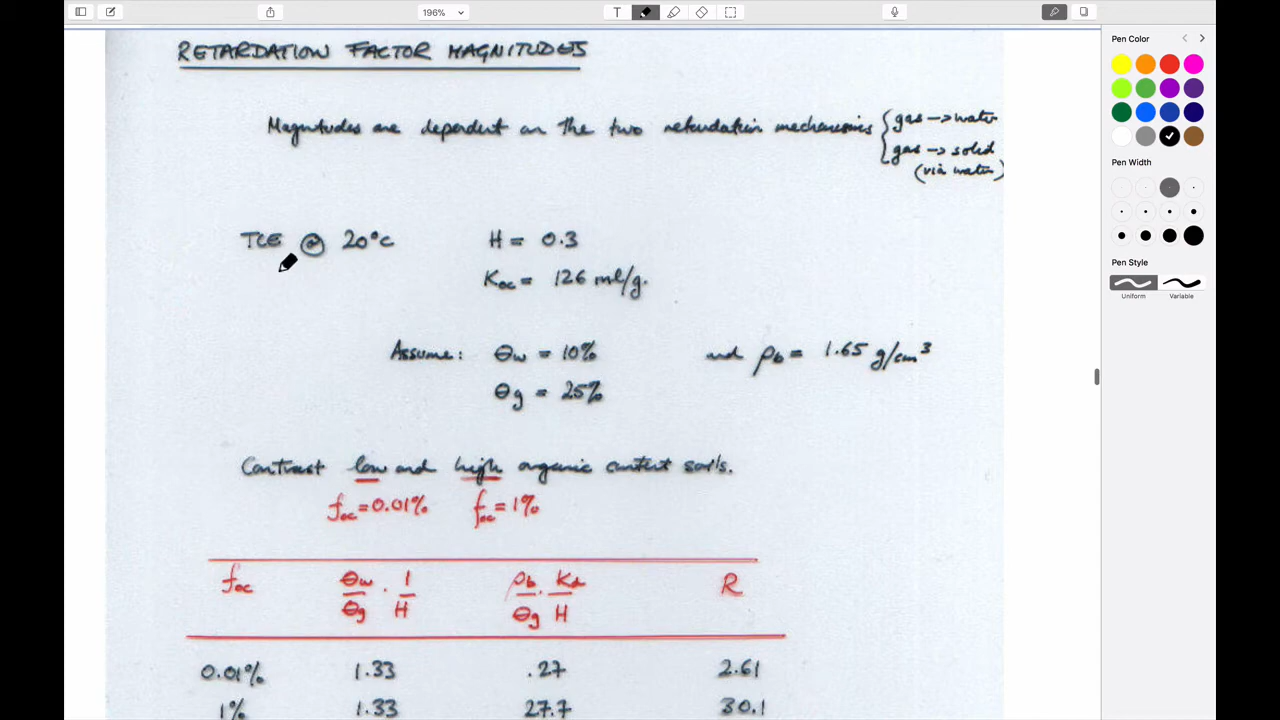 196%
T
RETARDATION FACTOR MAGNITUDES
Magnitudes are dependent on the two retardation mechanisms { gas → water
gas → solid
(via water)
TCE @ 20°C H = 0.3
Koc = 126 ml/g.
Assume: θw = 10% and ρb = 1.65 g/cm³
θg = 25%
Contrast low and high organic content soils.
foc = 0.01% foc = 1%
foc θw/θg · 1/H ρb/θg · Kd/H R
0.01% 1.33 .27 2.61
1% 1.33 27.7 30.1
Pen Color
Pen Width
Pen Style
Uniform Variable